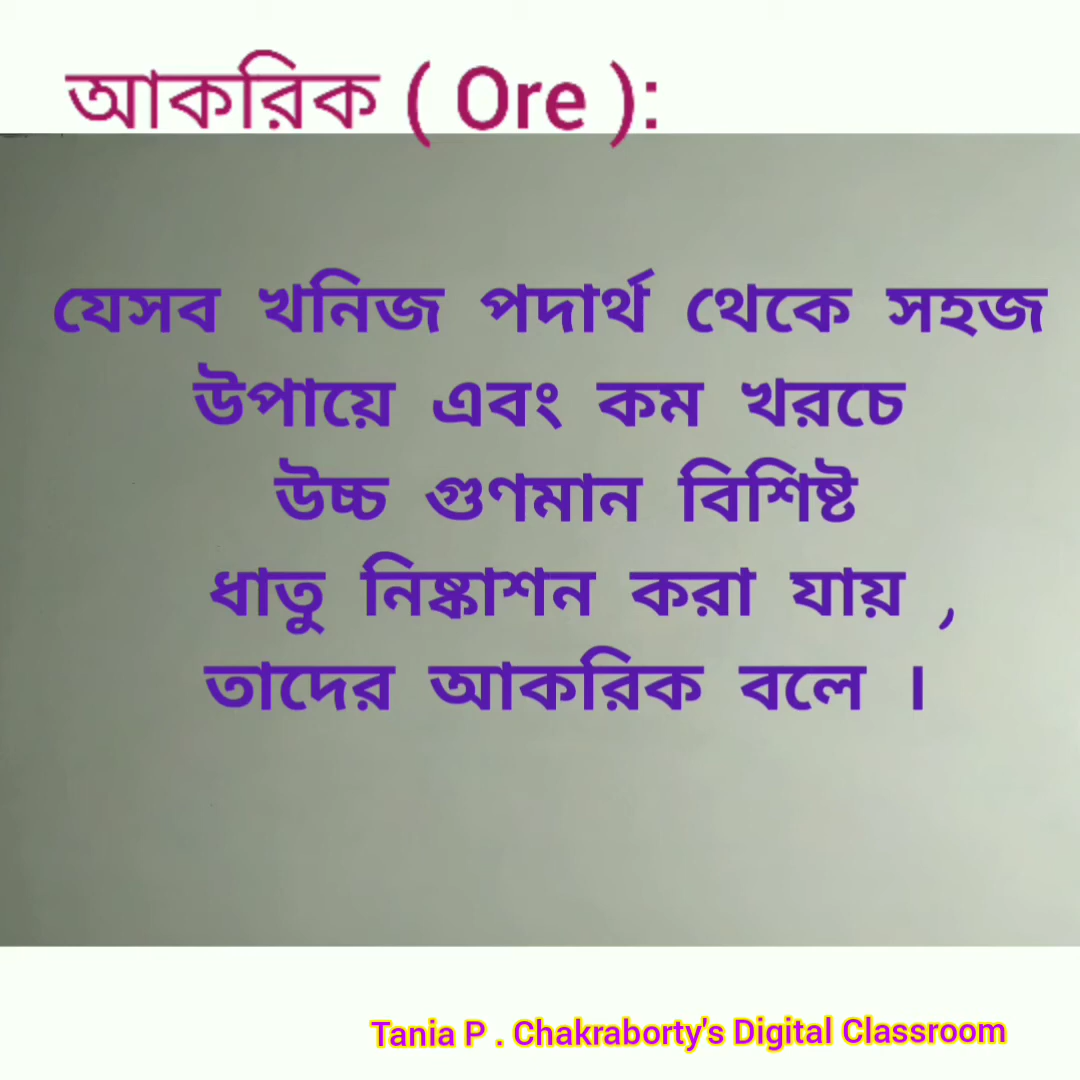 আকরিক ( Ore ):
যেসব খনিজ পদার্থ থেকে সহজ
উপায়ে এবং কম খরচে
উচ্চ গুণমান বিশিষ্ট
ধাতু নিষ্কাশন করা যায় ,
তাদের আকরিক বলে ।
Tania P . Chakraborty's Digital Classroom